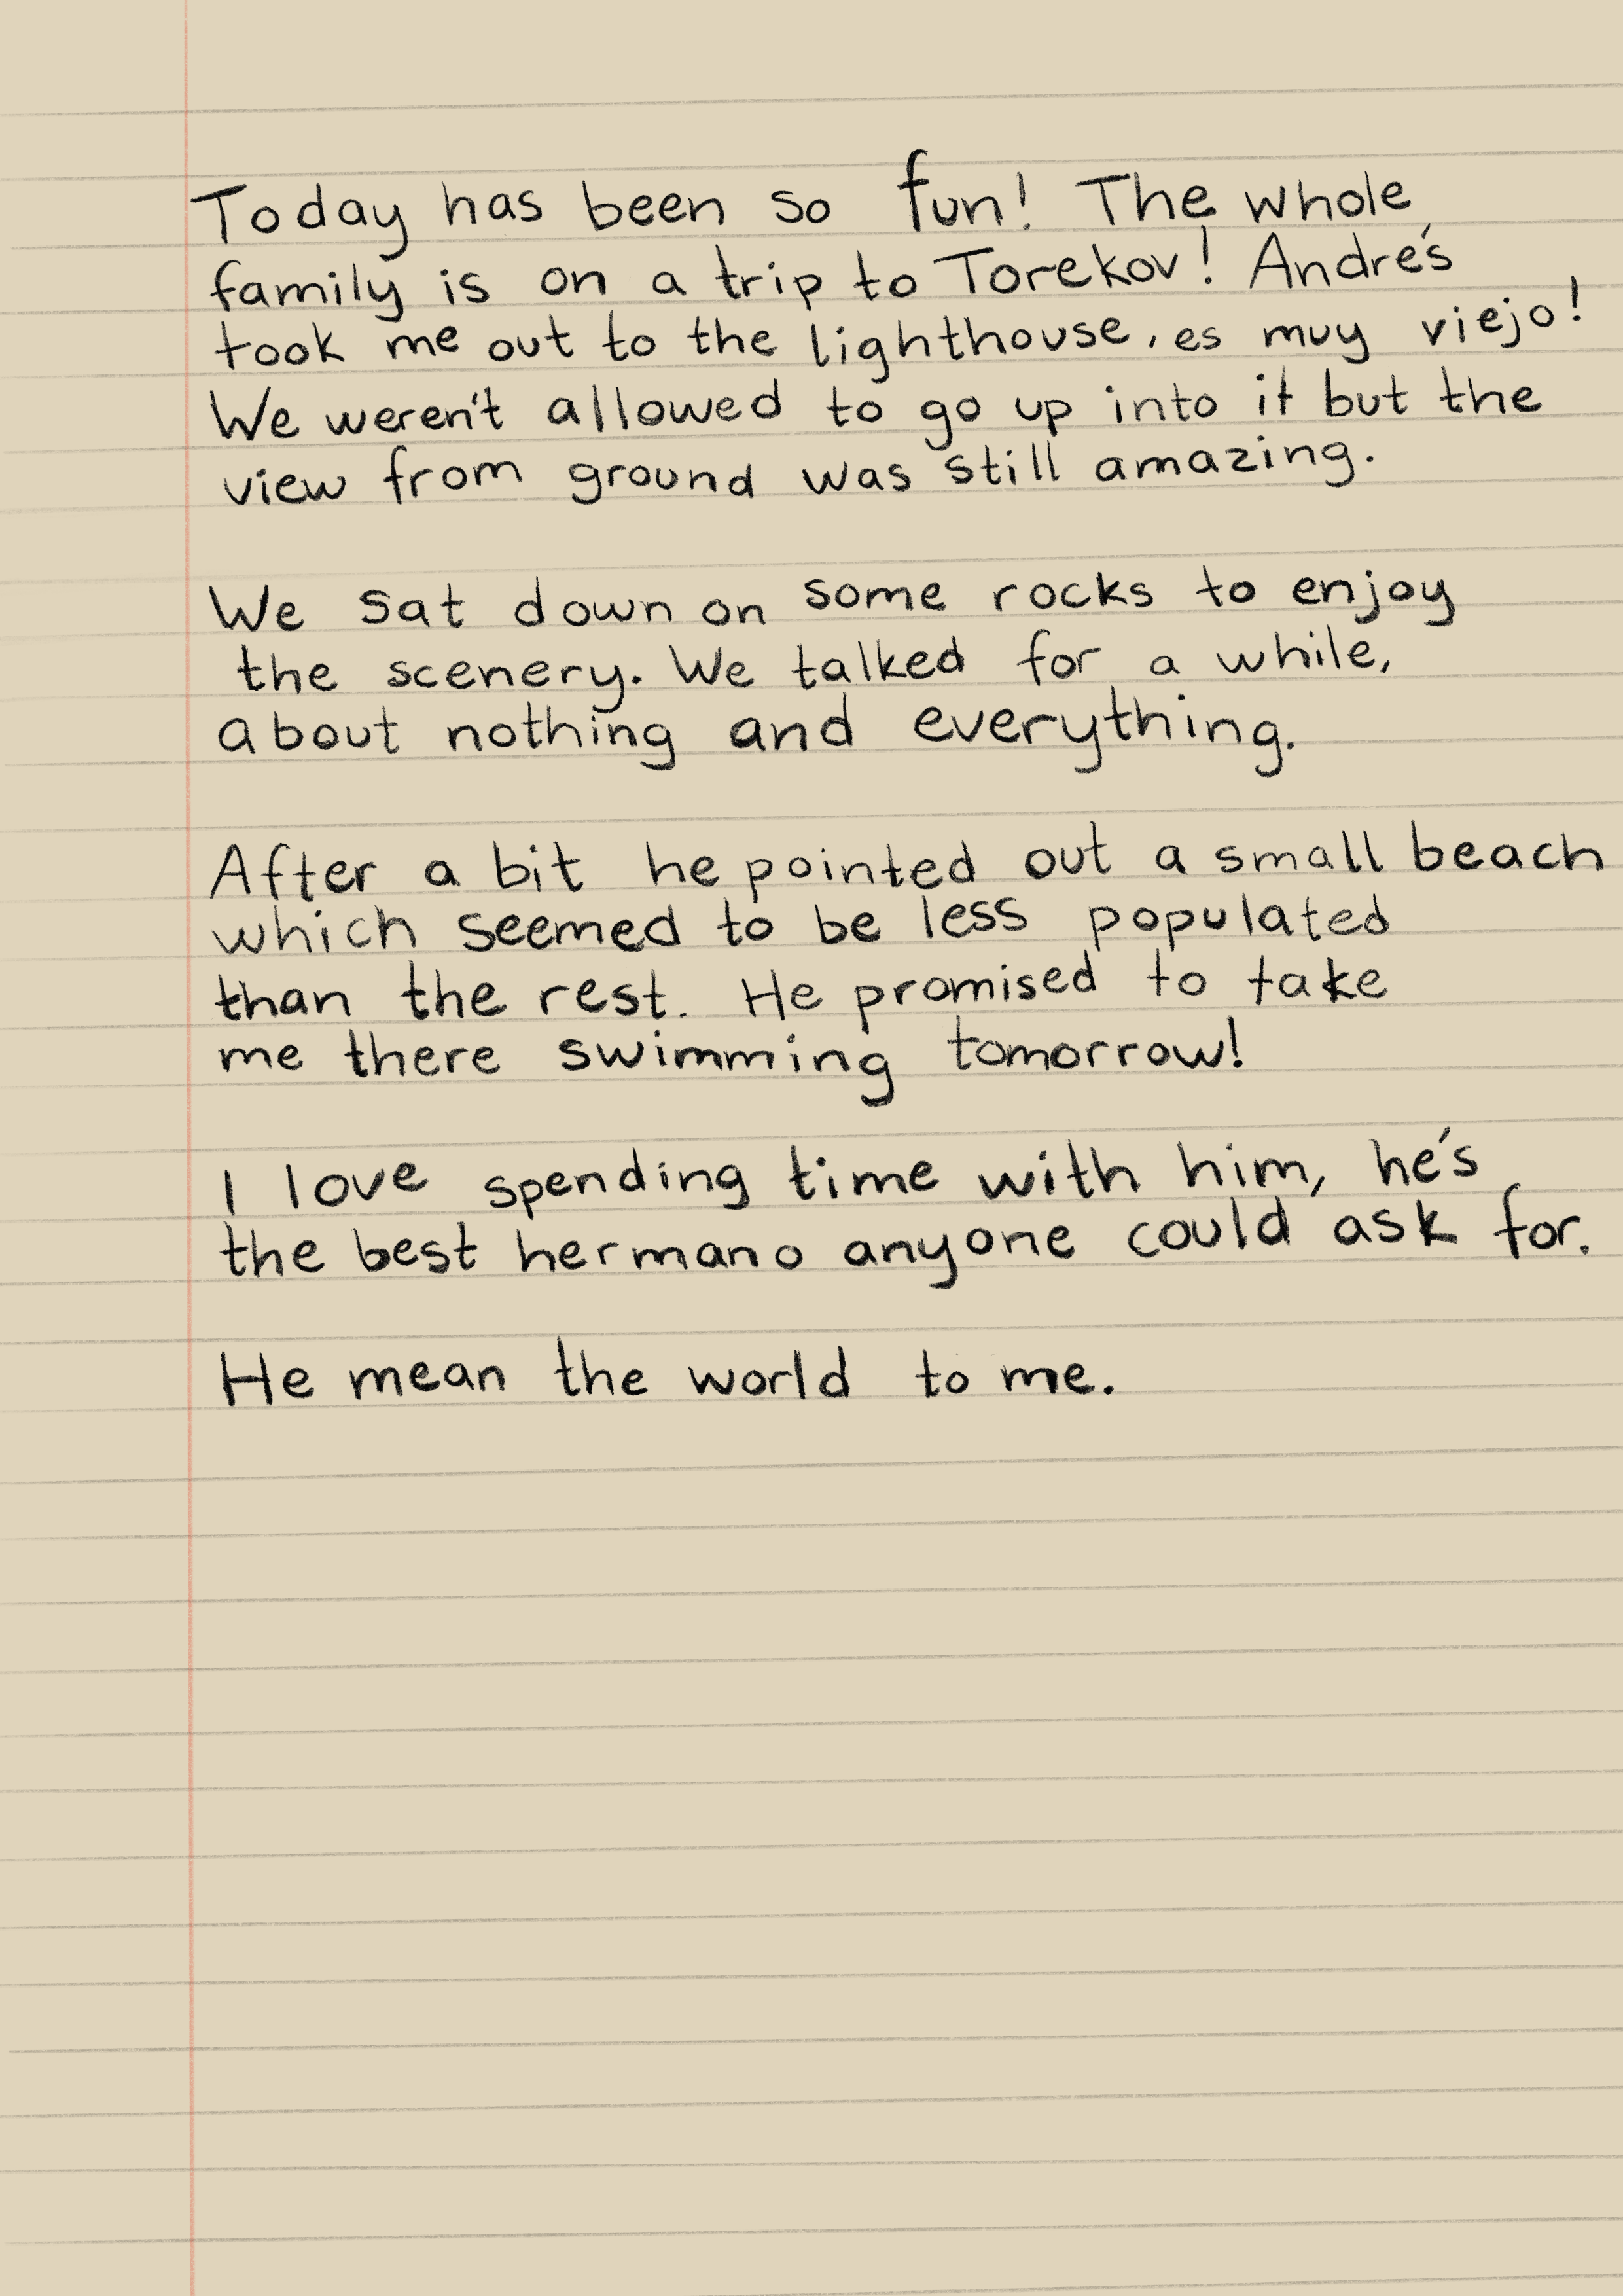 Today has been so fun! The whole
family is on a trip to Torekov! Andrés
took me out to the lighthouse, es muy viejo!
We weren't allowed to go up into it but the
view from ground was still amazing.
We sat down on some rocks to enjoy
the scenery. We talked for a while,
about nothing and everything.
After a bit he pointed out a small beach
which seemed to be less populated
than the rest. He promised to take
me there swimming tomorrow!
I love spending time with him, he's
the best hermano anyone could ask for.
He mean the world to me.